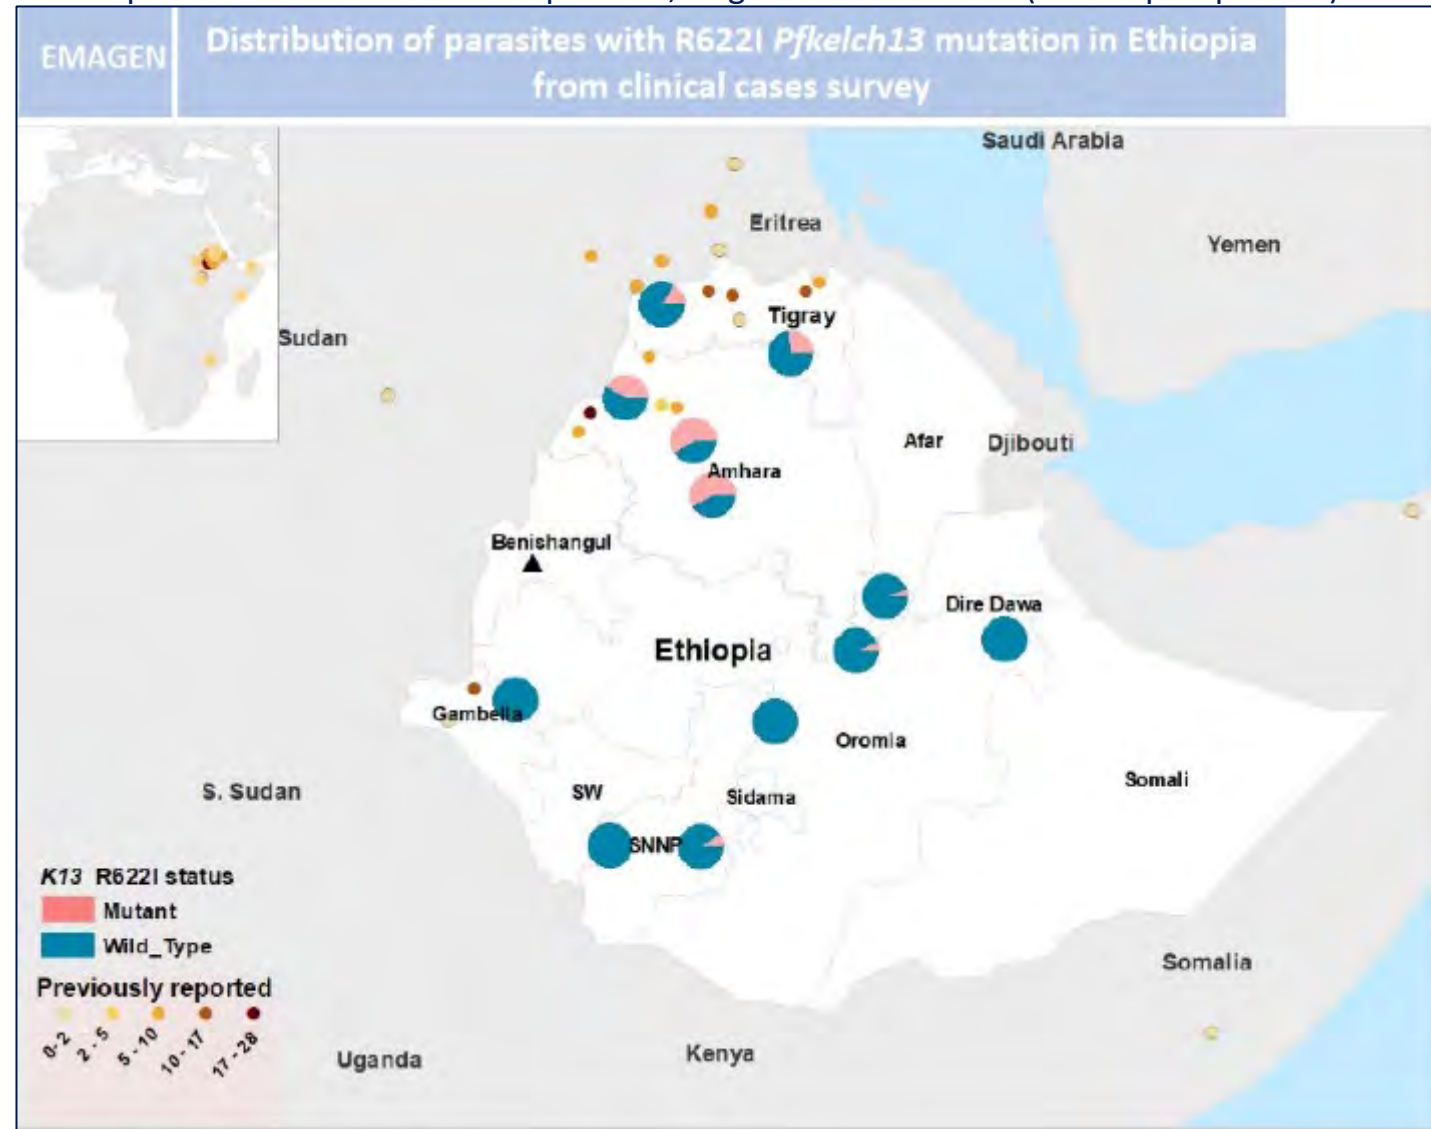 EMAGEN
Distribution of parasites with R622I Pfkelch13 mutation in Ethiopia
from clinical cases survey
Saudi Arabia
Eritrea
Yemen
Tigray
Sudan
Afar
Djibouti
Amhara
Benishangul
Dire Dawa
Ethiopia
Gambella
Oromia
Somali
S. Sudan
SW
Sidama
SNNP
K13 R622I status
Mutant
Wild_Type
Somalia
Previously reported
0-2
2 - 5
5 - 10
10 - 17
17 - 28
Uganda
Kenya